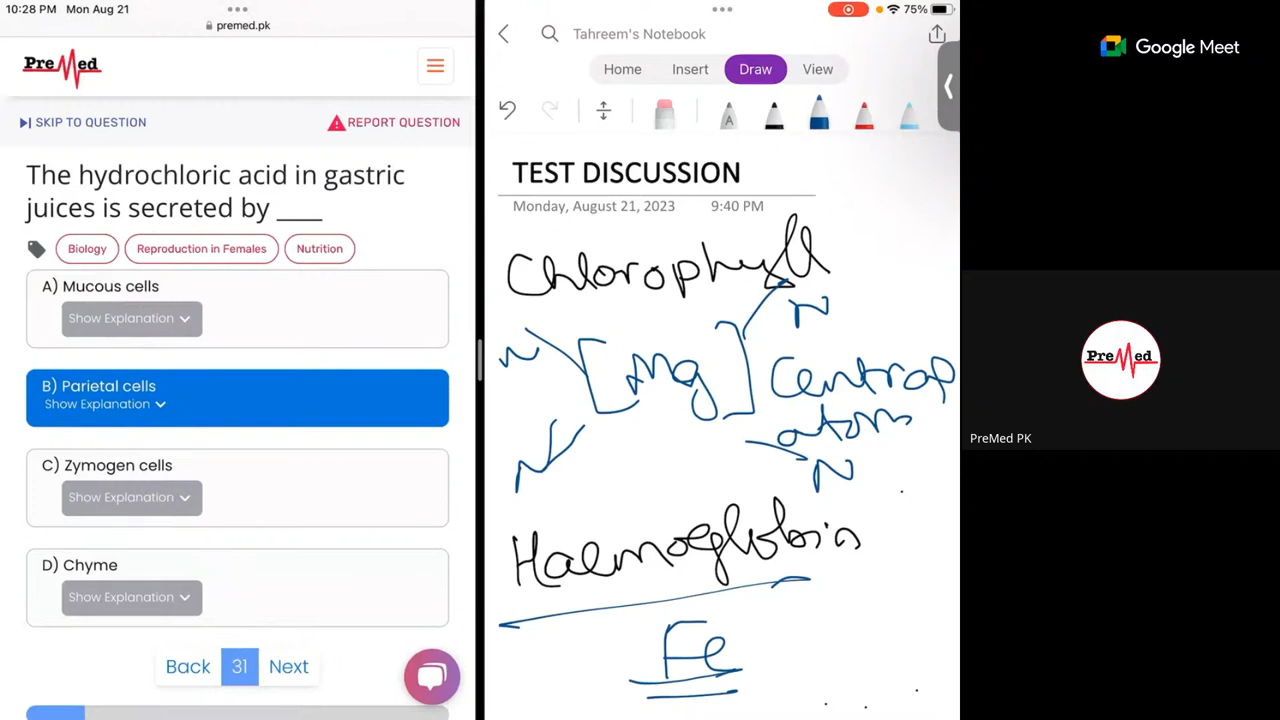 10:28 PM Mon Aug 21
premed.pk
PreMed
SKIP TO QUESTION
REPORT QUESTION
The hydrochloric acid in gastric
juices is secreted by ____
Biology
Reproduction in Females
Nutrition
A) Mucous cells
Show Explanation
B) Parietal cells
Show Explanation
C) Zymogen cells
Show Explanation
D) Chyme
Show Explanation
Back
31
Next
75%
Tahreem's Notebook
Home
Insert
Draw
View
A
TEST DISCUSSION
Monday, August 21, 2023
9:40 PM
Chlorophyll
N
N
[Mg]
Central
atom
N
N
Haemoglobin
Fe
Google Meet
PreMed
PreMed PK